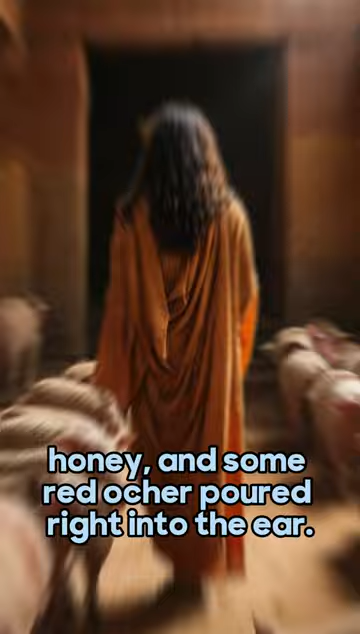 honey, and some
red ocher poured
right into the ear.